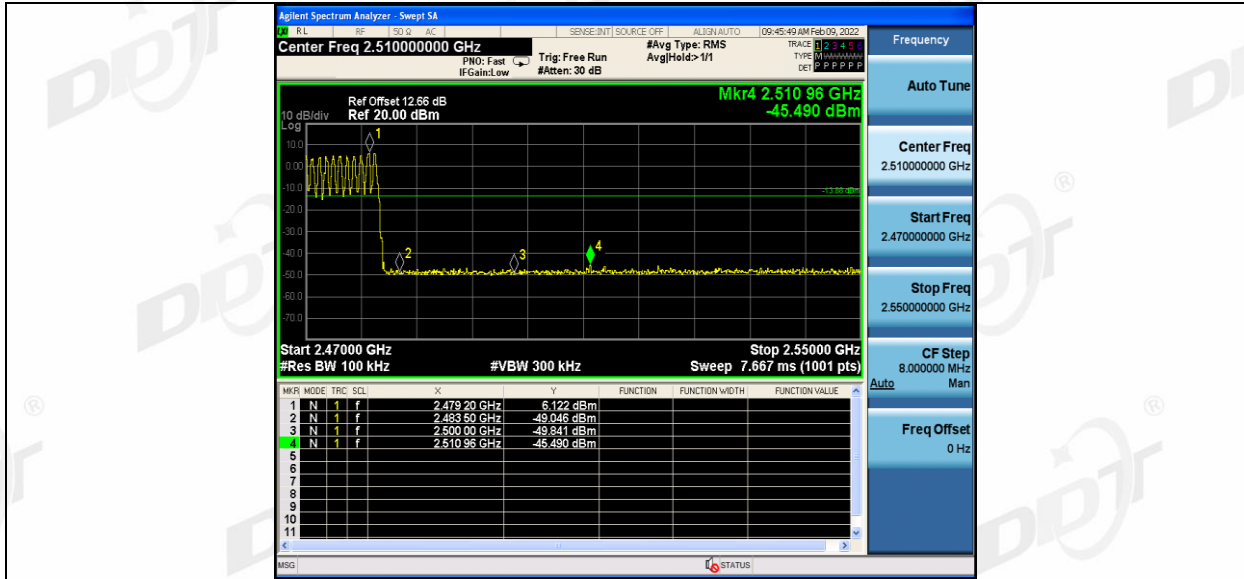 Agilent Spectrum Analyzer - Swept SA
RL RF 50 Ω AC SENSE:INT SOURCE OFF ALIGN AUTO 09:45:49 AM Feb 09, 2022
Center Freq 2.510000000 GHz
PNO: Fast
IFGain:Low
Trig: Free Run
#Atten: 30 dB
#Avg Type: RMS
Avg|Hold:>1/1
TRACE 1 2 3 4 5 6
TYPE M
DET P P P P P P
Frequency
Mkr4 2.510 96 GHz
-45.490 dBm
Ref Offset 12.66 dB
10 dB/div Ref 20.00 dBm
Log
10.0
0.00
-10.0
-20.0
-30.0
-40.0
-50.0
-60.0
-70.0
1
2
3
4
Start 2.47000 GHz Stop 2.55000 GHz
#Res BW 100 kHz #VBW 300 kHz Sweep 7.667 ms (1001 pts)
MKR MODE TRC SCL X Y FUNCTION FUNCTION WIDTH FUNCTION VALUE
1 N 1 f 2.479 20 GHz 6.122 dBm
2 N 1 f 2.483 50 GHz -49.046 dBm
3 N 1 f 2.500 00 GHz -49.841 dBm
4 N 1 f 2.510 96 GHz -45.490 dBm
5
6
7
8
9
10
11
MSG STATUS
Auto Tune
Center Freq
2.510000000 GHz
Start Freq
2.470000000 GHz
Stop Freq
2.550000000 GHz
CF Step
8.000000 MHz
Auto Man
Freq Offset
0 Hz